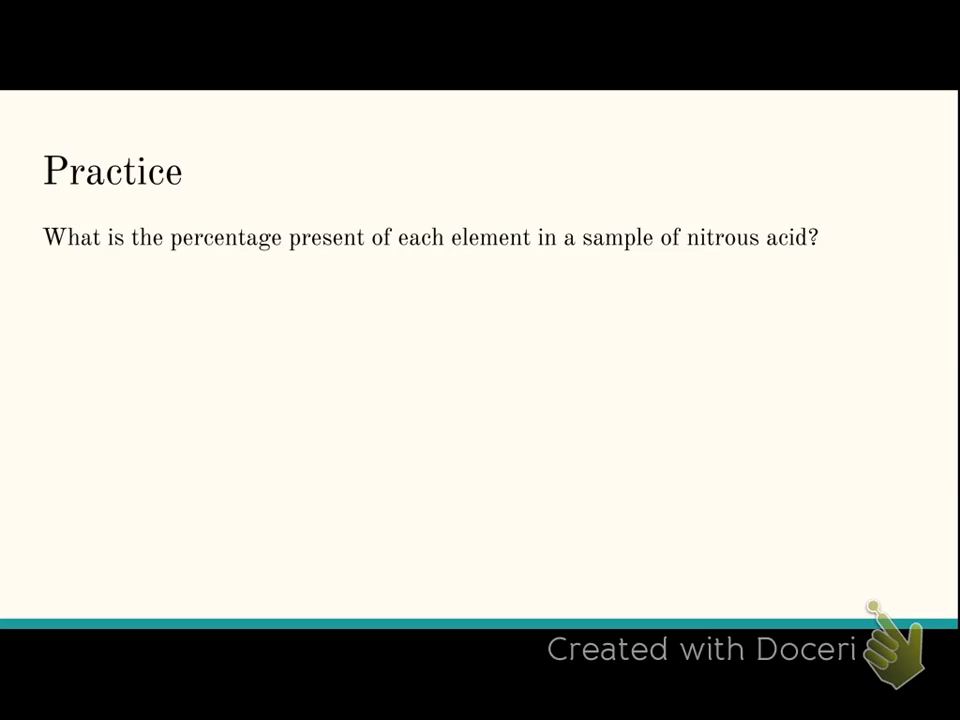 Practice
What is the percentage present of each element in a sample of nitrous acid?
Created with Doceri